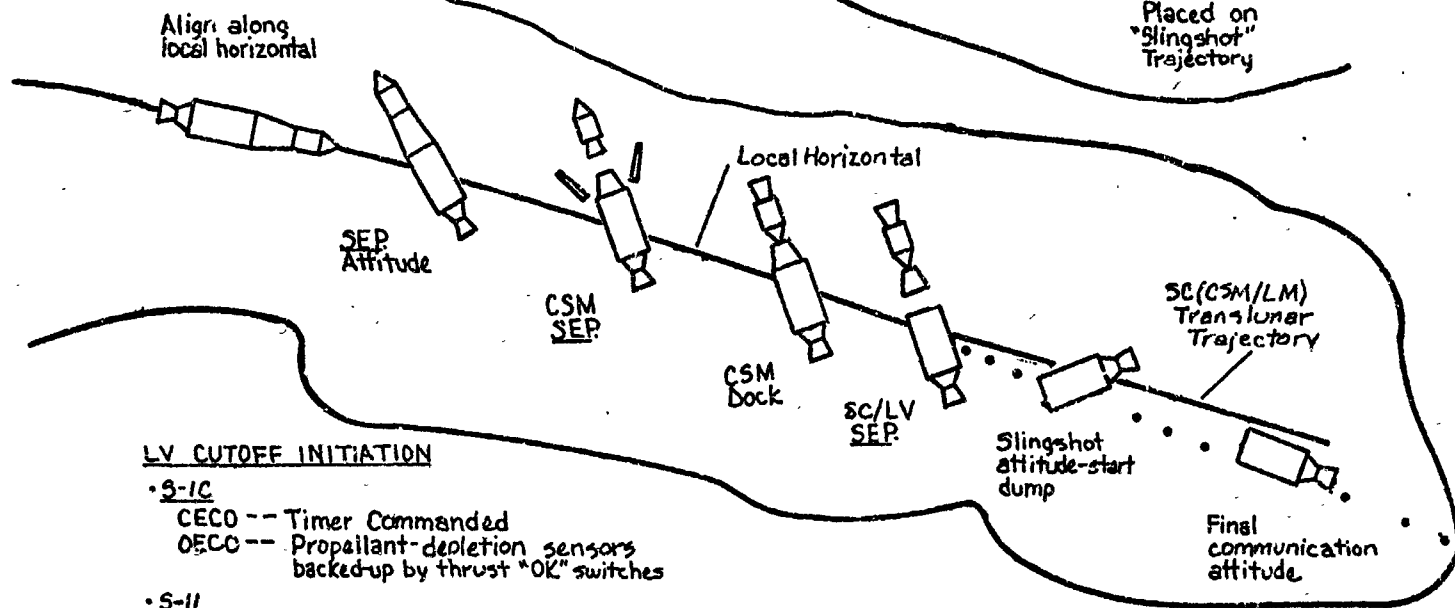 Align along
local horizontal
Placed on
"Slingshot"
Trajectory
Local Horizontal
SEP.
Attitude
CSM
SEP.
CSM
Dock
SC/LV
SEP.
SC(CSM/LM)
Translunar
Trajectory
Slingshot
attitude-start
dump
Final
communication
attitude
LV CUTOFF INITIATION
• S-1C
CECO -- Timer Commanded
OECO -- Propellant-depletion sensors
backed-up by thrust "OK" switches
• S-11